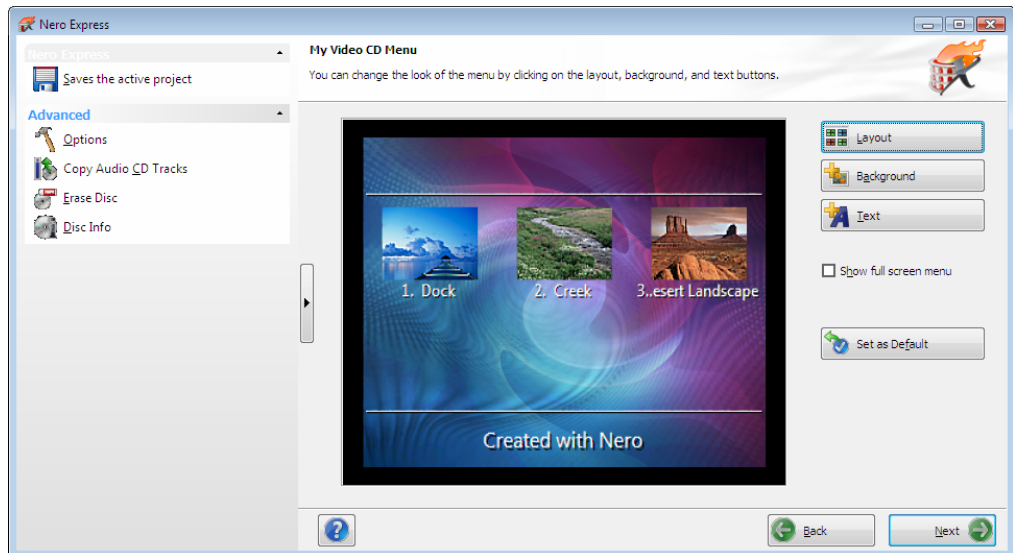 Nero Express
Nero Express
Saves the active project
Advanced
Options
Copy Audio CD Tracks
Erase Disc
Disc Info
My Video CD Menu
You can change the look of the menu by clicking on the layout, background, and text buttons.
1. Dock
2. Creek
3..esert Landscape
Created with Nero
Layout
Background
Text
Show full screen menu
Set as Default
Back
Next